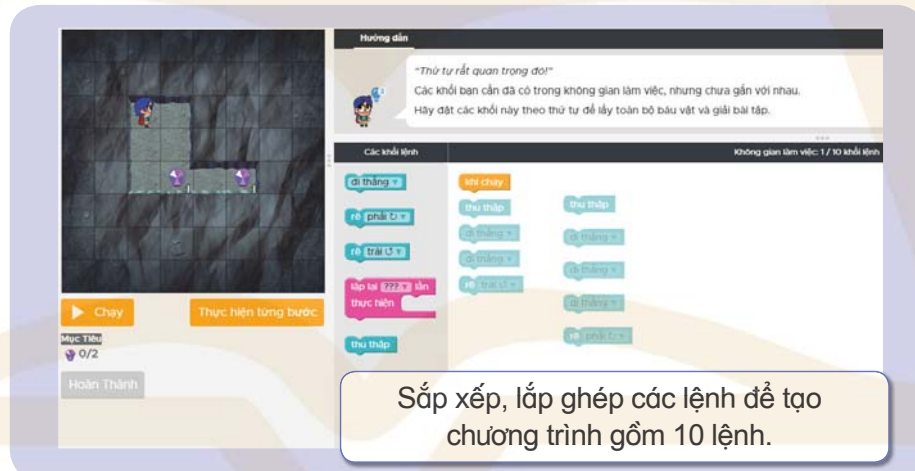 Hướng dẫn
"Thứ tự rất quan trọng đó!"
Các khối bạn cần đã có trong không gian làm việc, nhưng chưa gắn với nhau.
Hãy đặt các khối này theo thứ tự để lấy toàn bộ báu vật và giải bài tập.
Các khối lệnh
Không gian làm việc: 1 / 10 khối lệnh
đi thẳng
rẽ phải
rẽ trái
lặp lại ??? lần
thực hiện
thu thập
khi chạy
thu thập
đi thẳng
đi thẳng
rẽ trái
thu thập
đi thẳng
đi thẳng
đi thẳng
rẽ phải
1
1
Chạy
Thực hiện từng bước
Mục Tiêu
0/2
Hoàn Thành
Sắp xếp, lắp ghép các lệnh để tạo
chương trình gồm 10 lệnh.